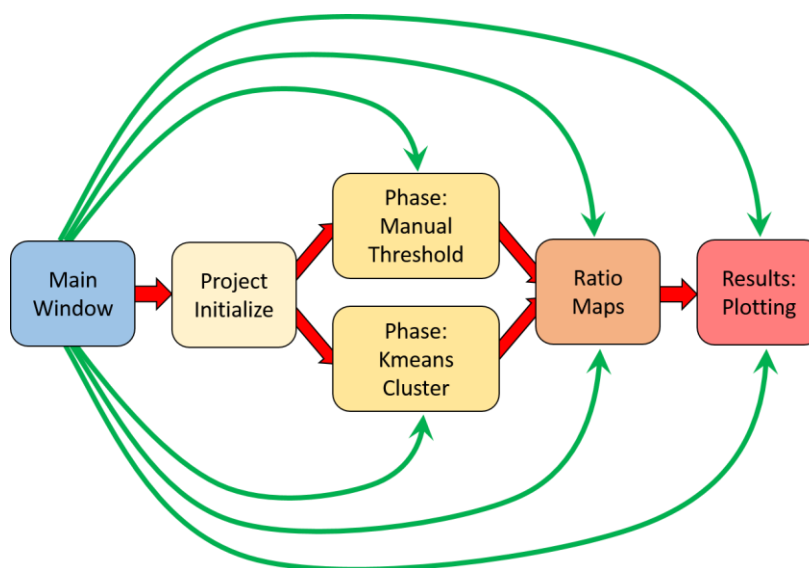 Main
Window
Project
Initialize
Phase:
Manual
Threshold
Phase:
Kmeans
Cluster
Ratio
Maps
Results:
Plotting